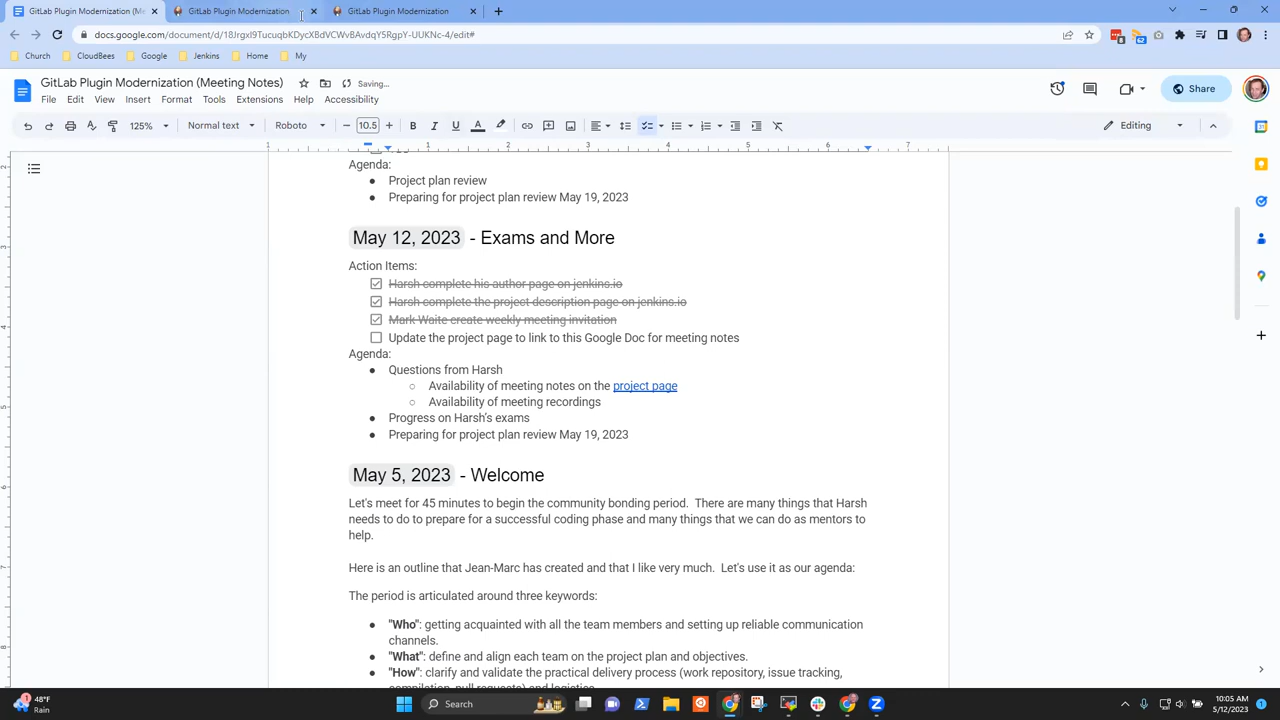 GitLab Plugin Modernization (Me
GitLab Plugin Modernization
GitLab Plugin Modernization
docs.google.com/document/d/18JrgxI9TucuqbKDycXBdVCWvBAvdqY5RgpY-UUKNc-4/edit#
Church
CloudBees
Google
Jenkins
Home
My
GitLab Plugin Modernization (Meeting Notes)
Saving…
Share
File Edit View Insert Format Tools Extensions Help Accessibility
125%
Normal text
Roboto
10.5
Editing
Agenda:
● Project plan review
● Preparing for project plan review May 19, 2023
May 12, 2023 - Exams and More
Action Items:
Harsh complete his author page on jenkins.io
Harsh complete the project description page on jenkins.io
Mark Waite create weekly meeting invitation
Update the project page to link to this Google Doc for meeting notes
Agenda:
● Questions from Harsh
○ Availability of meeting notes on the project page
○ Availability of meeting recordings
● Progress on Harsh's exams
● Preparing for project plan review May 19, 2023
May 5, 2023 - Welcome
Let's meet for 45 minutes to begin the community bonding period. There are many things that Harsh
needs to do to prepare for a successful coding phase and many things that we can do as mentors to
help.
Here is an outline that Jean-Marc has created and that I like very much. Let's use it as our agenda:
The period is articulated around three keywords:
● "Who": getting acquainted with all the team members and setting up reliable communication
channels.
● "What": define and align each team on the project plan and objectives.
● "How": clarify and validate the practical delivery process (work repository, issue tracking,
compilation, pull requests) and logistics.
48°F
Rain
Search
10:05 AM
5/12/2023